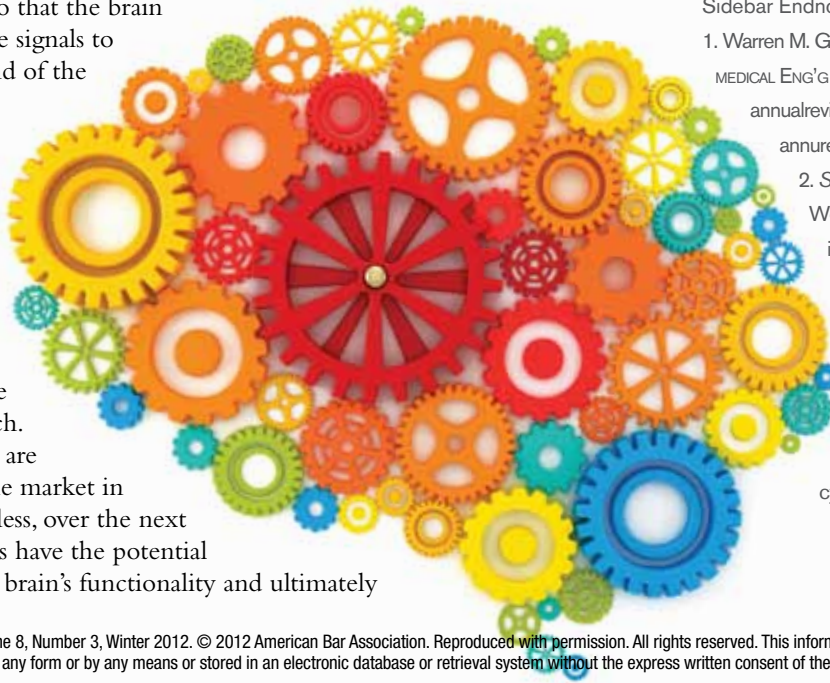 o that the brain
e signals to
d of the
e
ch.
are
e market in
less, over the next
s have the potential
brain's functionality and ultimately
Sidebar Endno
1. Warren M. G
MEDICAL ENG'G
annualrevi
annure
2. S
W
i
c
ne 8, Number 3, Winter 2012. © 2012 American Bar Association. Reproduced with permission. All rights reserved. This inform
any form or by any means or stored in an electronic database or retrieval system without the express written consent of the